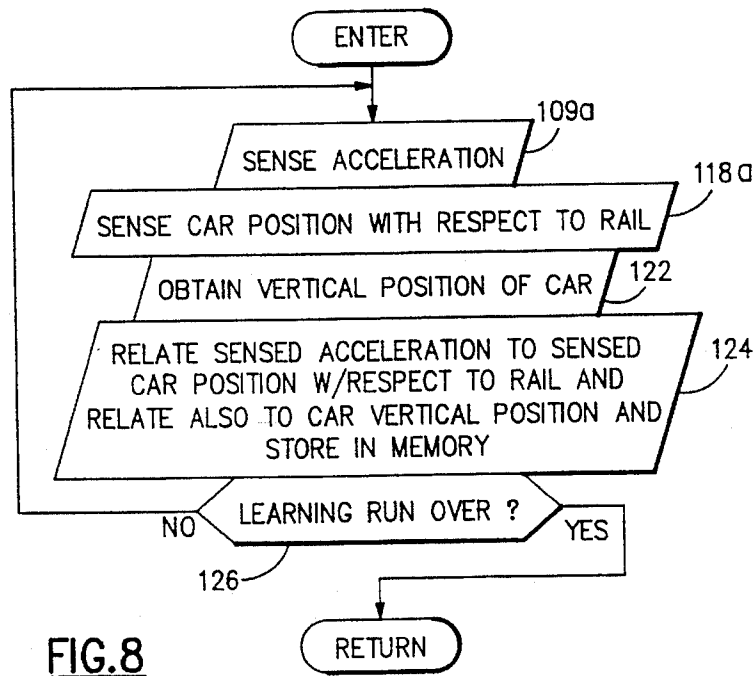 ENTER
SENSE ACCELERATION
109a
SENSE CAR POSITION WITH RESPECT TO RAIL
118a
OBTAIN VERTICAL POSITION OF CAR
122
RELATE SENSED ACCELERATION TO SENSED
CAR POSITION W/RESPECT TO RAIL AND
RELATE ALSO TO CAR VERTICAL POSITION AND
STORE IN MEMORY
124
LEARNING RUN OVER ?
NO
YES
126
RETURN
FIG.8